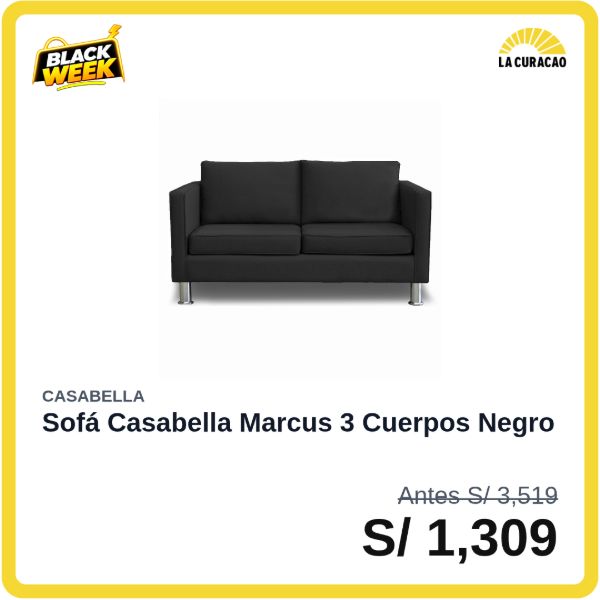 BLACK
WEEK
LA CURACAO
CASABELLA
Sofá Casabella Marcus 3 Cuerpos Negro
Antes S/ 3,519
S/ 1,309